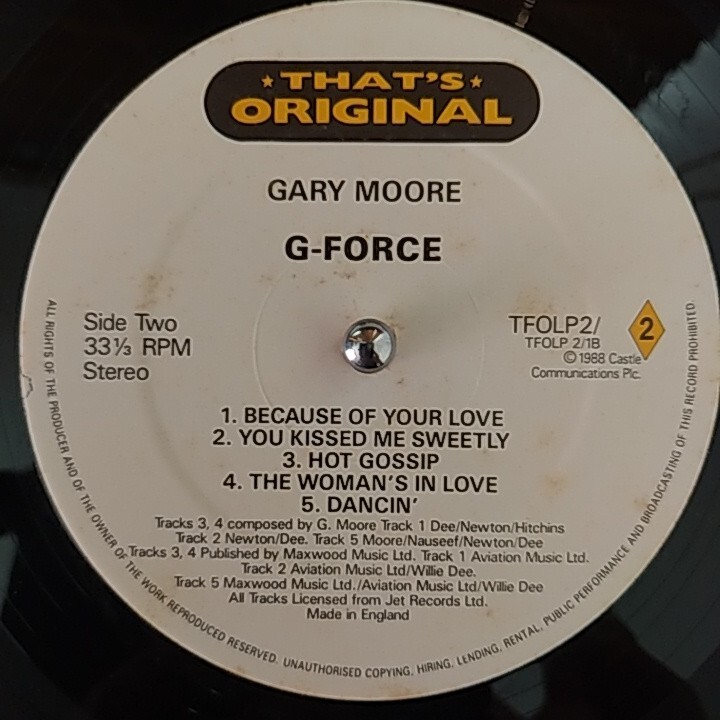 THAT'S
ORIGINAL
GARY MOORE
G-FORCE
Side Two
33⅓ RPM
Stereo
TFOLP2/
TFOLP 2/1B
© 1988 Castle
Communications Plc.
2
1. BECAUSE OF YOUR LOVE
2. YOU KISSED ME SWEETLY
3. HOT GOSSIP
4. THE WOMAN'S IN LOVE
5. DANCIN'
Tracks 3, 4 composed by G. Moore Track 1 Dee/Newton/Hitchins
Track 2 Newton/Dee. Track 5 Moore/Nauseef/Newton/Dee
Tracks 3, 4 Published by Maxwood Music Ltd. Track 1 Aviation Music Ltd.
Track 2 Aviation Music Ltd/Willie Dee.
Track 5 Maxwood Music Ltd./Aviation Music Ltd/Willie Dee
All Tracks Licensed from Jet Records Ltd.
Made in England
ALL RIGHTS OF THE PRODUCER AND OF THE OWNER OF THE WORK REPRODUCED RESERVED. UNAUTHORISED COPYING, HIRING, LENDING, RENTAL, PUBLIC PERFORMANCE AND BROADCASTING OF THIS RECORD PROHIBITED.